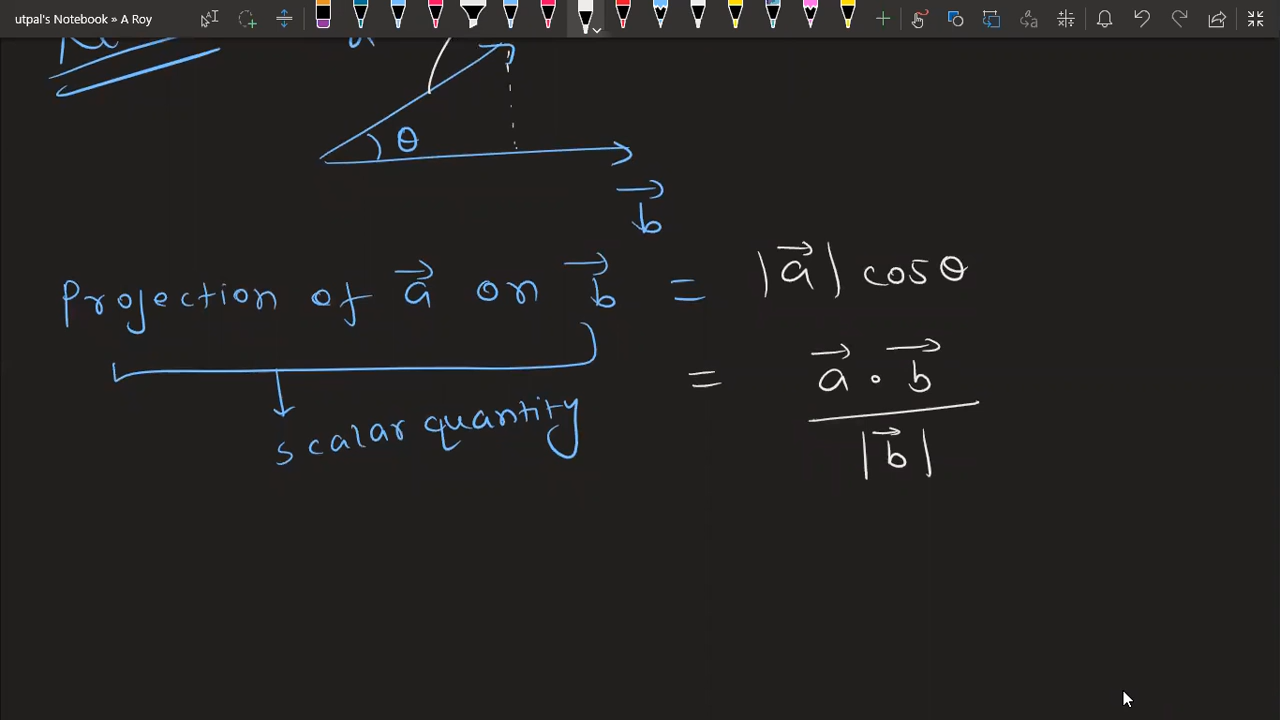 utpal's Notebook » A Roy
θ
b⃗
Projection of a⃗ on b⃗ = |a⃗| cosθ
= a⃗ · b⃗
|b⃗|
scalar quantity